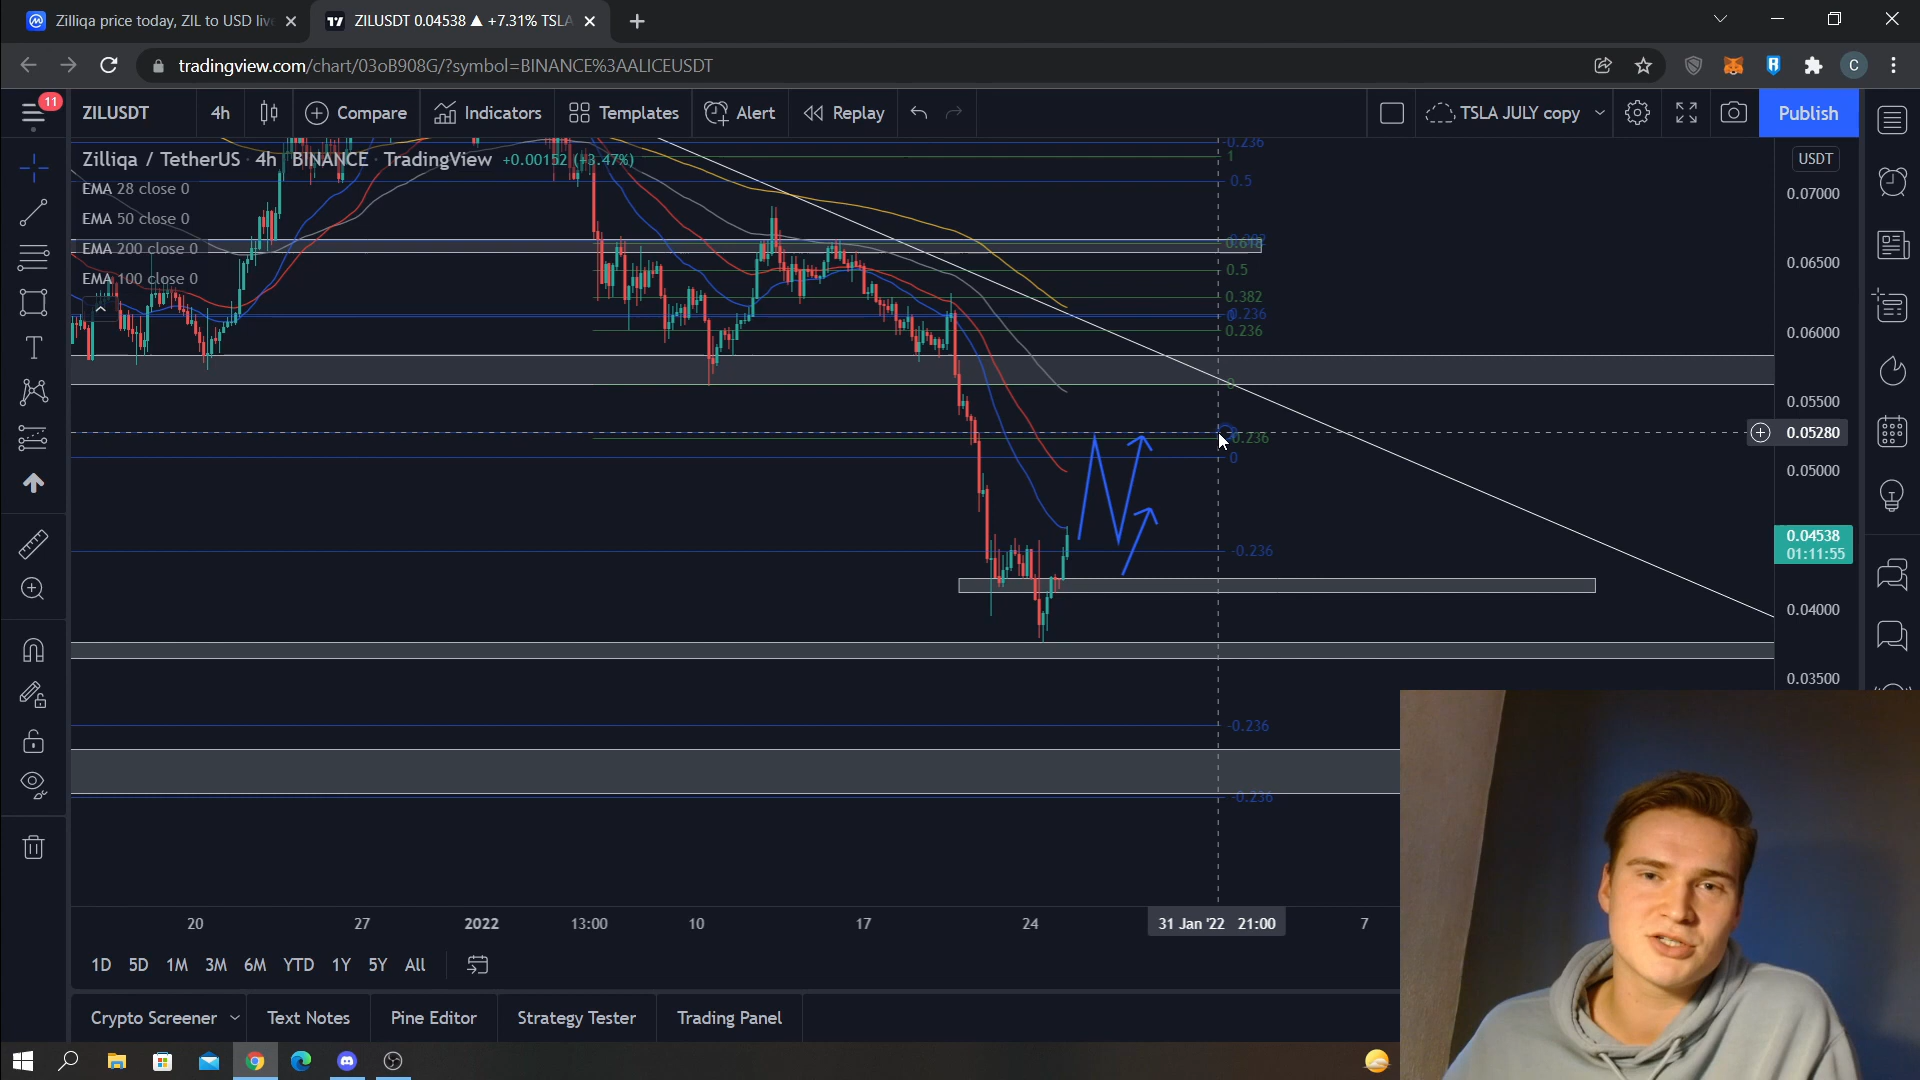 Zilliqa price today, ZIL to USD live
ZILUSDT 0.04538 ▲ +7.31% TSLA
tradingview.com/chart/03oB908G/?symbol=BINANCE%3AALICEUSDT
C
11
ZILUSDT
4h
Compare
Indicators
Templates
Alert
Replay
TSLA JULY copy
Publish
Zilliqa / TetherUS · 4h · BINANCE · TradingView +0.00152 (+3.47%)
EMA 28 close 0
EMA 50 close 0
EMA 200 close 0
EMA 100 close 0
-0.236
1
0.5
0.618
0.5
0.382
-0.236
0.236
0
0.236
0
-0.236
-0.236
-0.236
USDT
0.07000
0.06500
0.06000
0.05500
0.05280
0.05000
0.04538
01:11:55
0.04000
0.03500
20
27
2022
13:00
10
17
24
31 Jan '22 21:00
7
1D 5D 1M 3M 6M YTD 1Y 5Y All
Crypto Screener
Text Notes
Pine Editor
Strategy Tester
Trading Panel